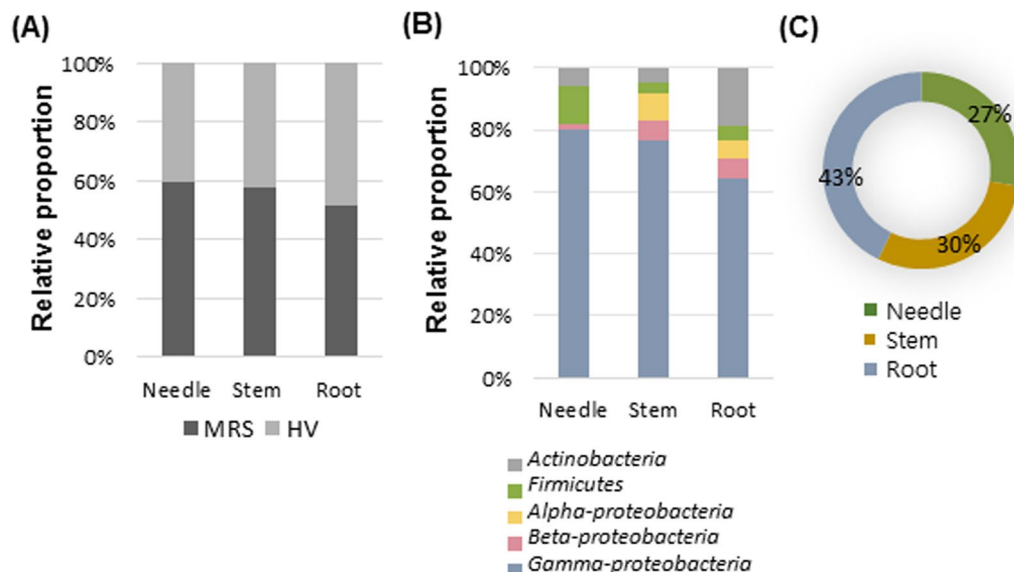 (A)
Relative proportion
100%
80%
60%
40%
20%
0%
Needle Stem Root
MRS HV
(B)
Relative proportion
100%
80%
60%
40%
20%
0%
Needle Stem Root
Actinobacteria
Firmicutes
Alpha-proteobacteria
Beta-proteobacteria
Gamma-proteobacteria
(C)
27%
43%
30%
Needle
Stem
Root